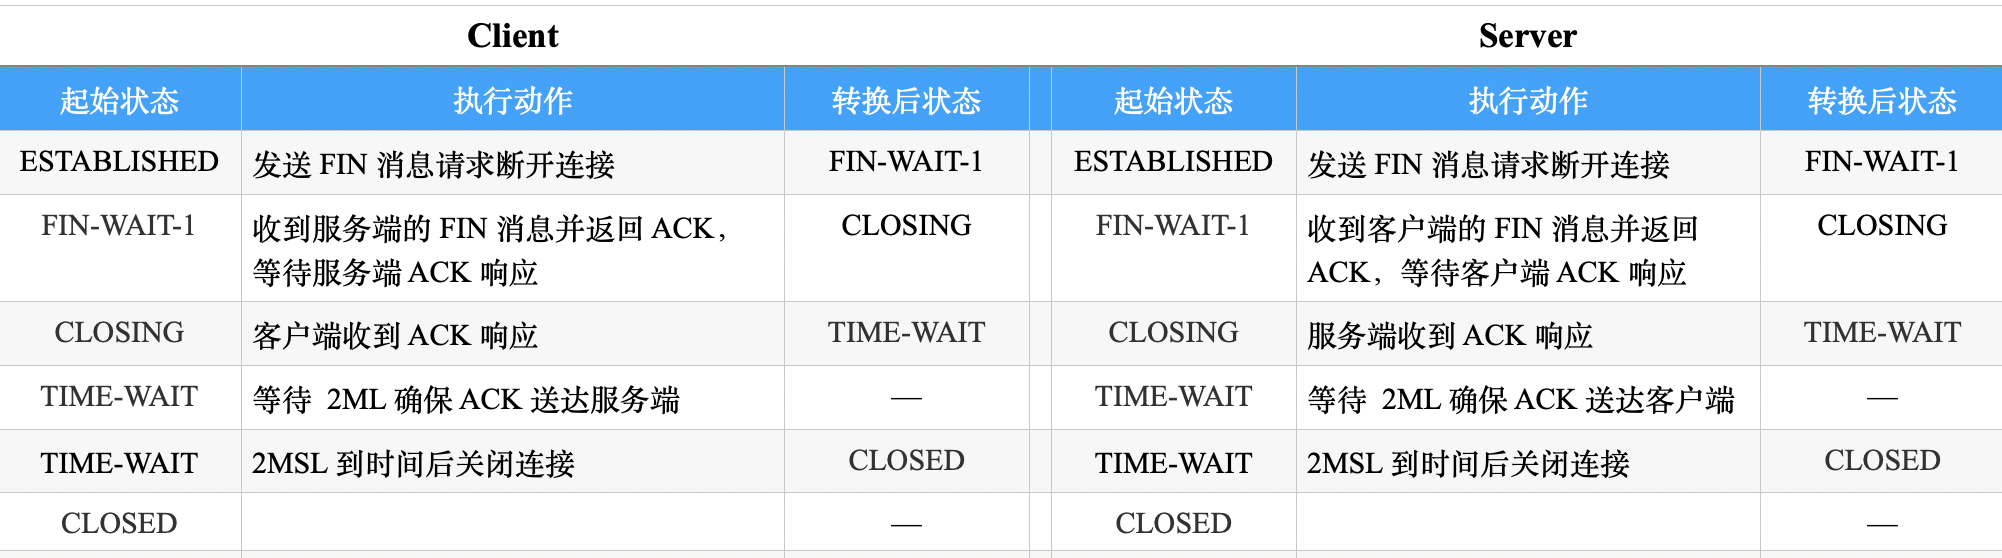 Client Server
起始状态 执行动作 转换后状态 起始状态 执行动作 转换后状态
ESTABLISHED 发送 FIN 消息请求断开连接 FIN-WAIT-1 ESTABLISHED 发送 FIN 消息请求断开连接 FIN-WAIT-1
FIN-WAIT-1 收到服务端的 FIN 消息并返回 ACK， CLOSING FIN-WAIT-1 收到客户端的 FIN 消息并返回 CLOSING
等待服务端 ACK 响应 ACK，等待客户端 ACK 响应
CLOSING 客户端收到 ACK 响应 TIME-WAIT CLOSING 服务端收到 ACK 响应 TIME-WAIT
TIME-WAIT 等待 2ML 确保 ACK 送达服务端 — TIME-WAIT 等待 2ML 确保 ACK 送达客户端 —
TIME-WAIT 2MSL 到时间后关闭连接 CLOSED TIME-WAIT 2MSL 到时间后关闭连接 CLOSED
CLOSED — CLOSED —